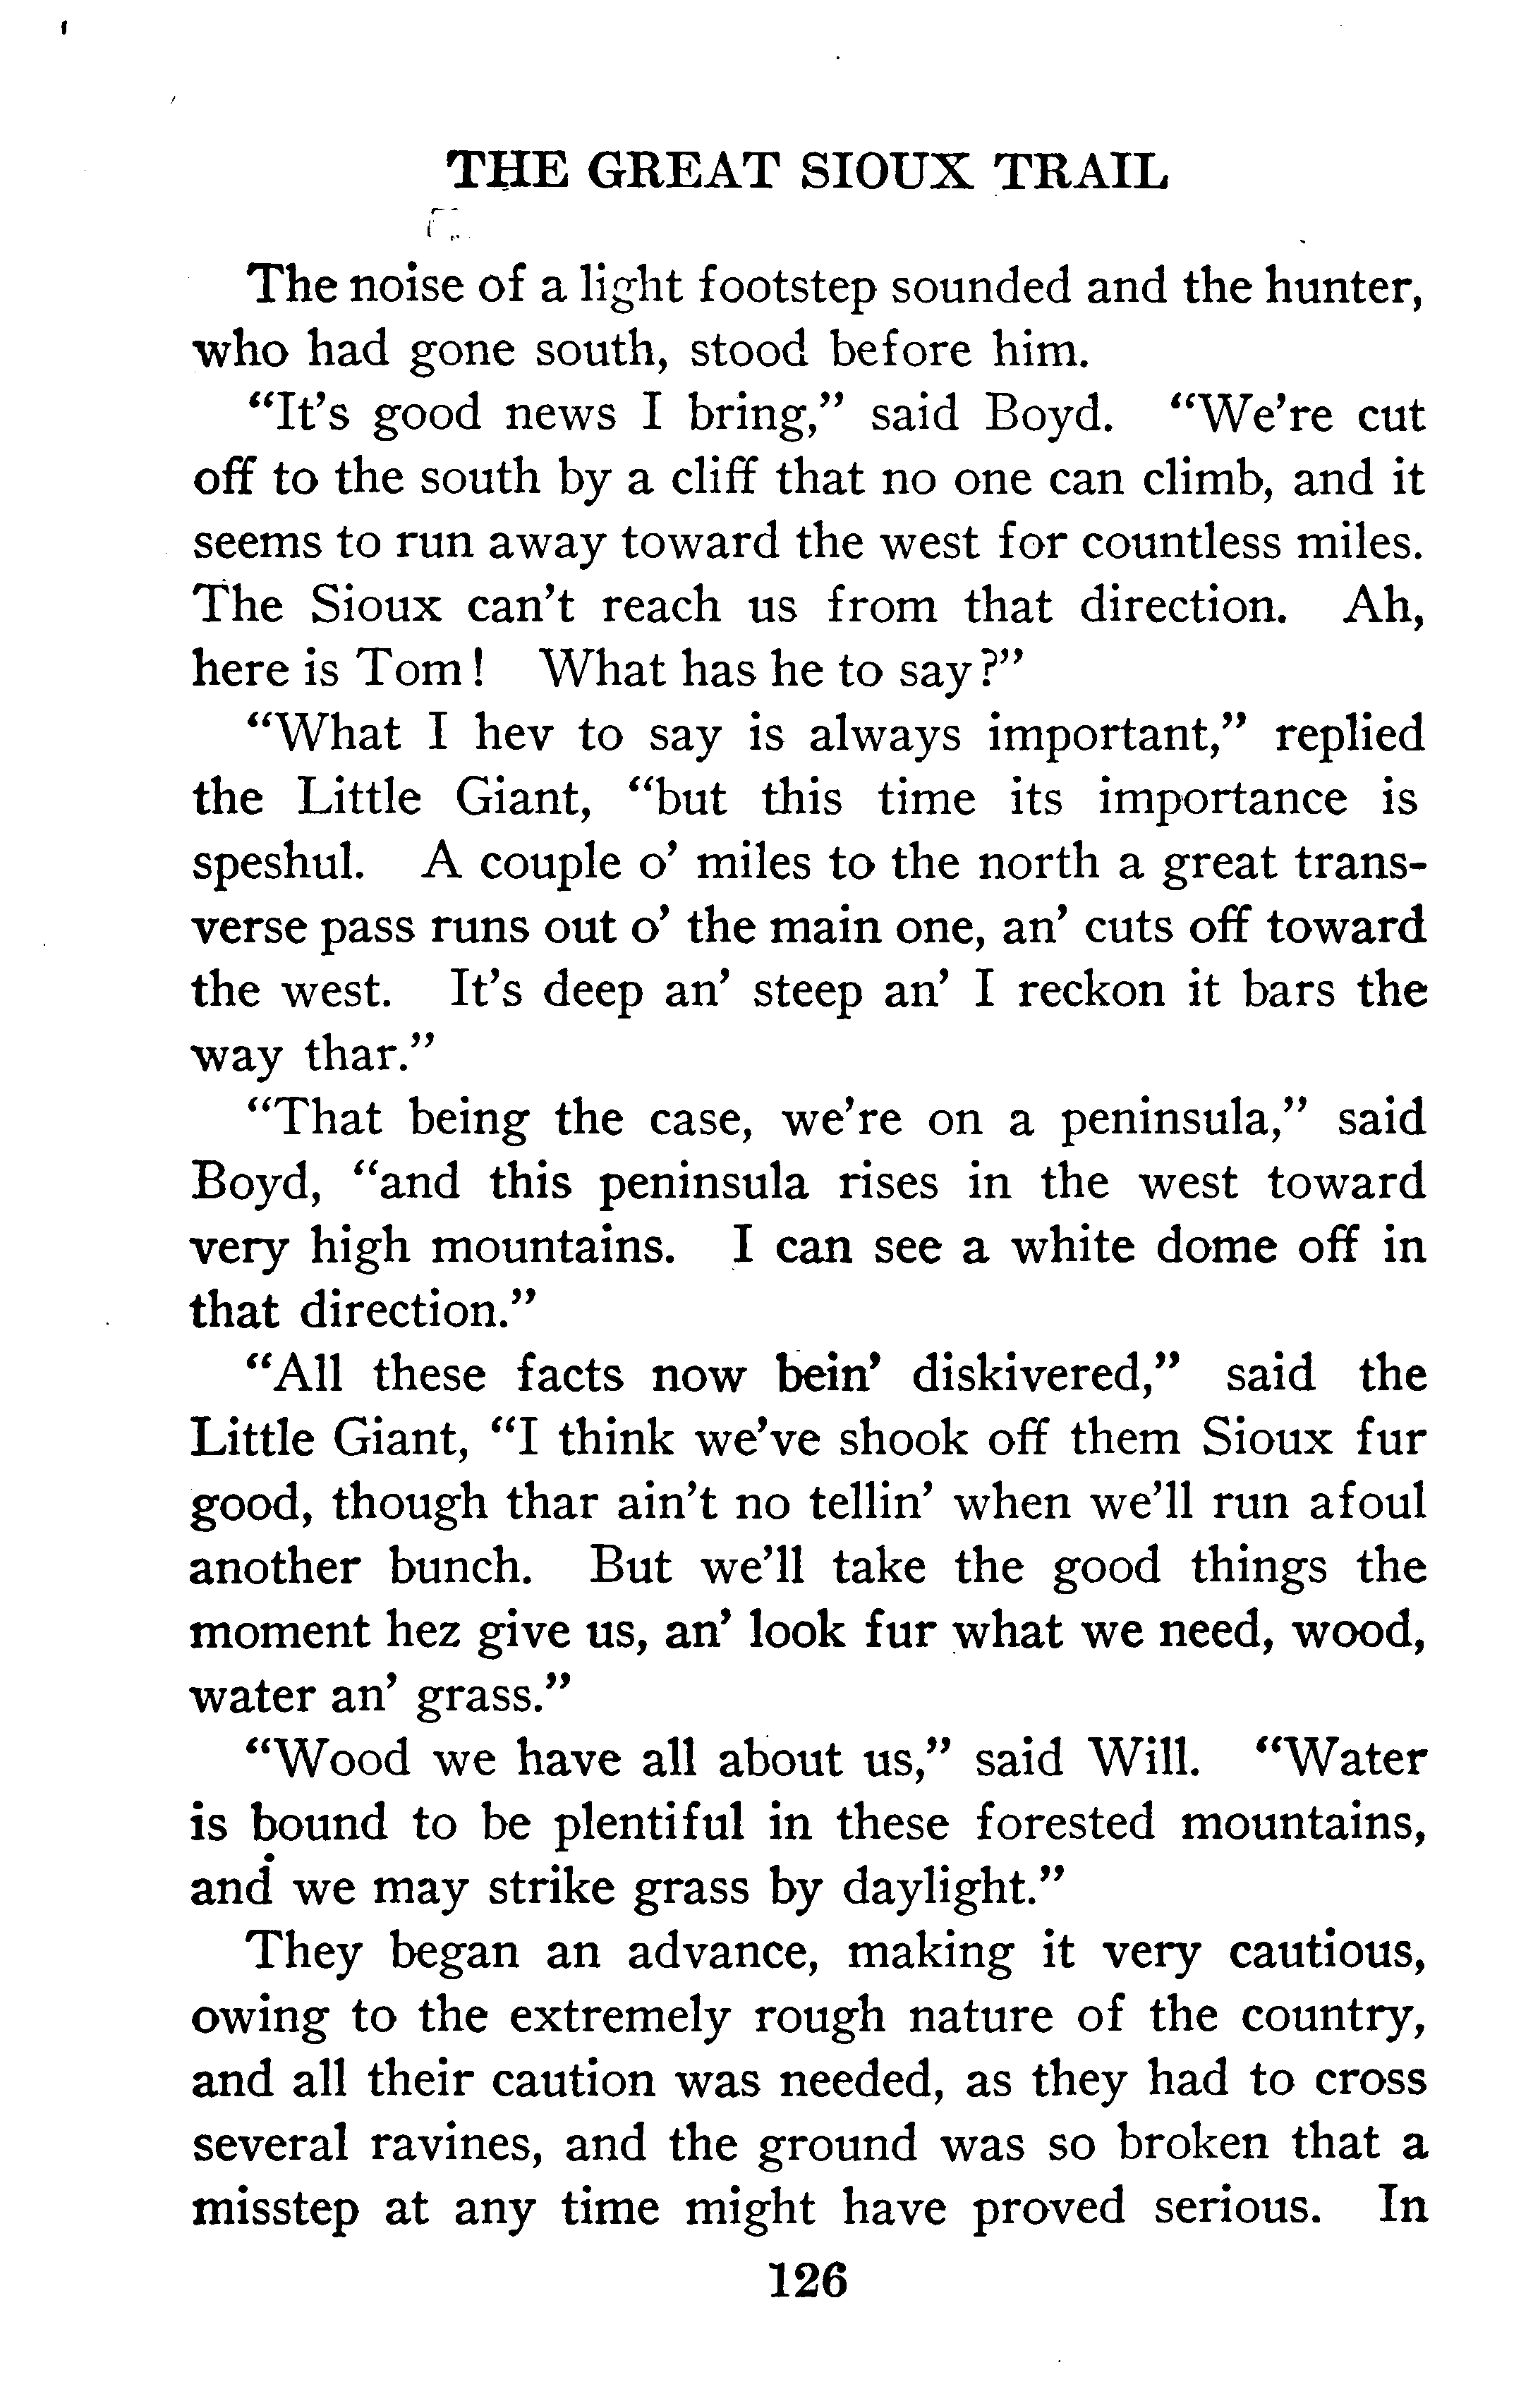 THE GREAT SIOUX TRAIL
The noise of a light footstep sounded and the hunter,
who had gone south, stood before him.
“It’s good news I bring,” said Boyd. “We’re cut
off to the south by a cliff that no one can climb, and it
seems to run away toward the west for countless miles.
The Sioux can’t reach us from that direction. Ah,
here is Tom! What has he to say?”
“What I hev to say is always important,” replied
the Little Giant, “but this time its importance is
speshul. A couple o’ miles to the north a great trans-
verse pass runs out o’ the main one, an’ cuts off toward
the west. It’s deep an’ steep an’ I reckon it bars the
way thar.”
“That being the case, we’re on a peninsula,” said
Boyd, “and this peninsula rises in the west toward
very high mountains. I can see a white dome off in
that direction.”
“All these facts now bein’ diskivered,” said the
Little Giant, “I think we’ve shook off them Sioux fur
good, though thar ain’t no tellin’ when we’ll run afoul
another bunch. But we’ll take the good things the
moment hez give us, an’ look fur what we need, wood,
water an’ grass.”
“Wood we have all about us,” said Will. “Water
is bound to be plentiful in these forested mountains,
and we may strike grass by daylight.”
They began an advance, making it very cautious,
owing to the extremely rough nature of the country,
and all their caution was needed, as they had to cross
several ravines, and the ground was so broken that a
misstep at any time might have proved serious. In
126